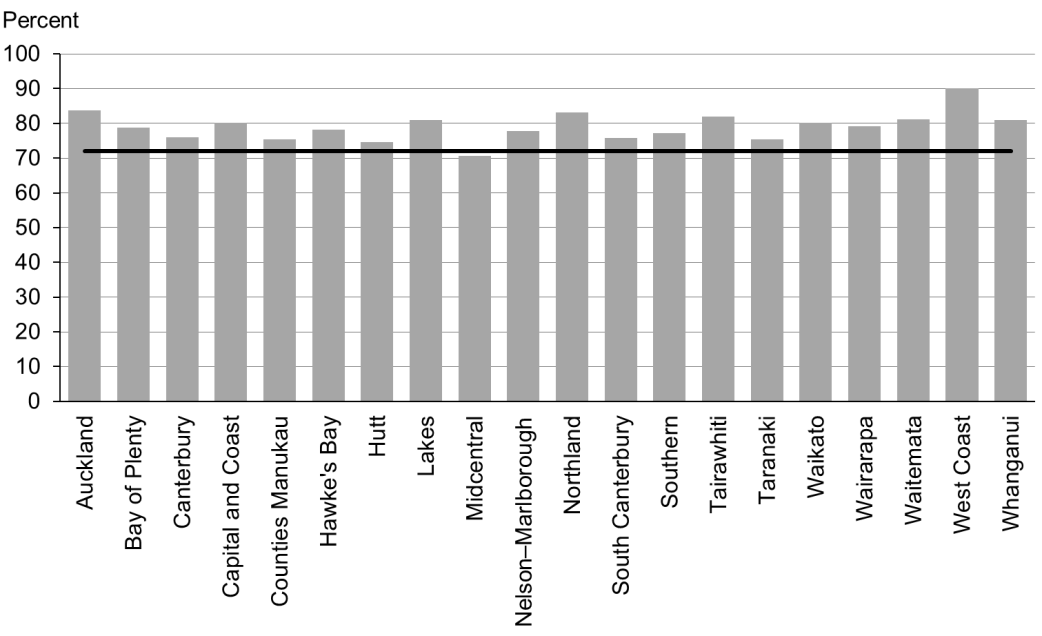 Percent
100
90
80
70
60
50
40
30
20
10
0
Auckland
Bay of Plenty
Canterbury
Capital and Coast
Counties Manukau
Hawke's Bay
Hutt
Lakes
Midcentral
Nelson–Marlborough
Northland
South Canterbury
Southern
Tairawhiti
Taranaki
Waikato
Wairarapa
Waitemata
West Coast
Whanganui